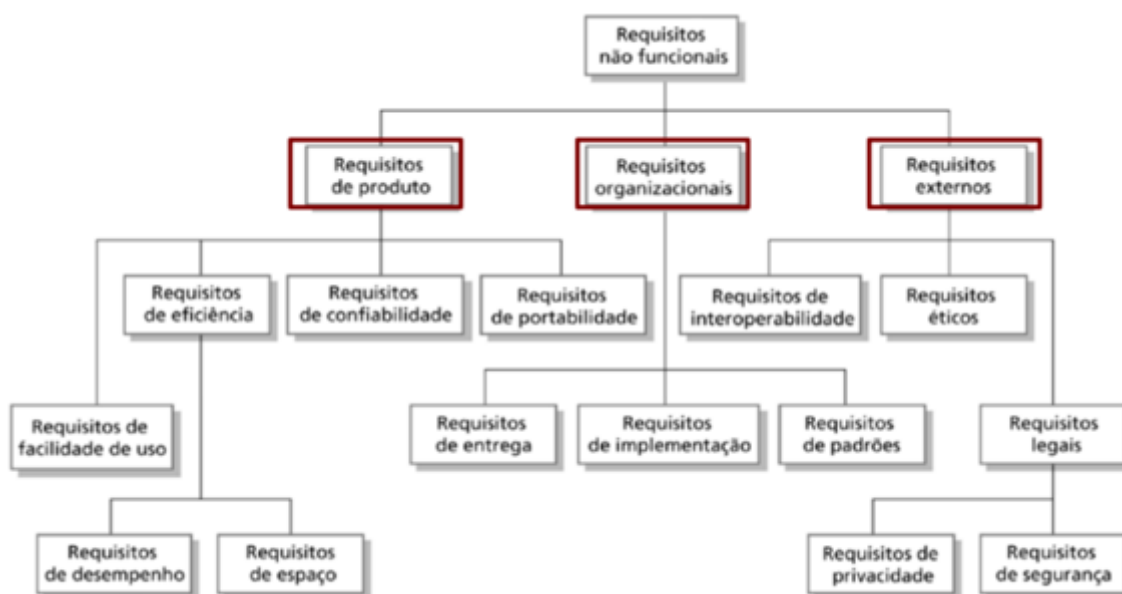 Requisitos
não funcionais
Requisitos
de produto
Requisitos
organizacionais
Requisitos
externos
Requisitos
de eficiência
Requisitos
de confiabilidade
Requisitos
de portabilidade
Requisitos de
interoperabilidade
Requisitos
éticos
Requisitos de
facilidade de uso
Requisitos
de entrega
Requisitos
de implementação
Requisitos
de padrões
Requisitos
legais
Requisitos
de desempenho
Requisitos
de espaço
Requisitos de
privacidade
Requisitos
de segurança